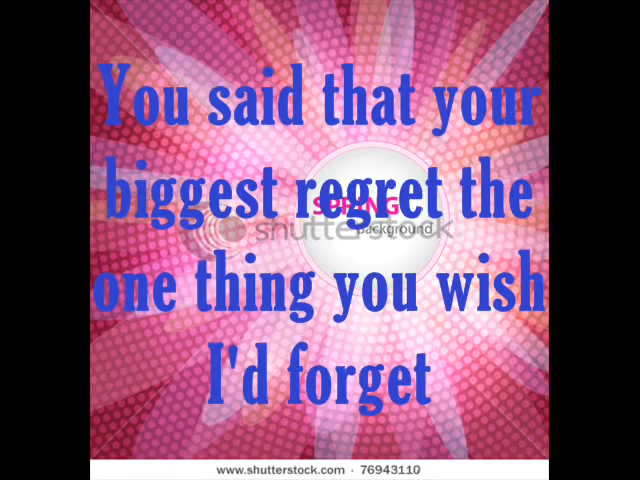 You said that your
biggest regret the
SPRING
shutterstock
background
one thing you wish
I'd forget
www.shutterstock.com · 76943110